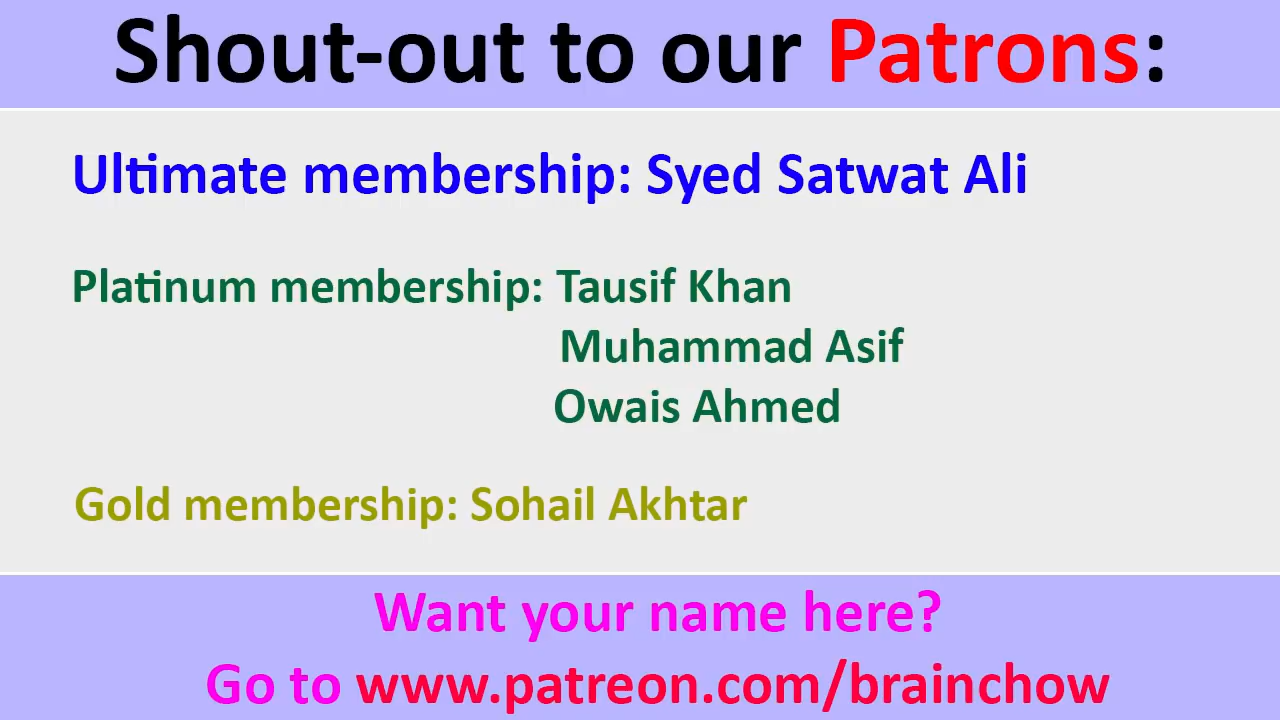 Shout-out to our Patrons:
Ultimate membership: Syed Satwat Ali
Platinum membership: Tausif Khan
Muhammad Asif
Owais Ahmed
Gold membership: Sohail Akhtar
Want your name here?
Go to www.patreon.com/brainchow